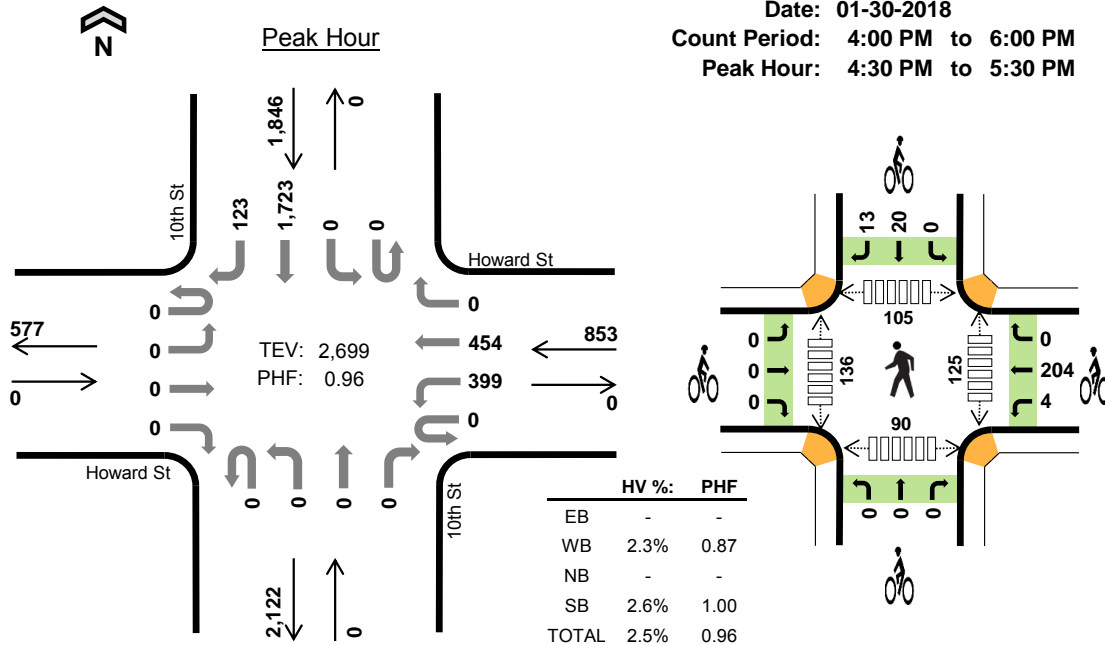 N
Peak Hour
Date: 01-30-2018
Count Period: 4:00 PM to 6:00 PM
Peak Hour: 4:30 PM to 5:30 PM
1,846
0
10th St
123
1,723
0
0
Howard St
0
0
0
0
577
0
TEV: 2,699
PHF: 0.96
0
454
399
0
853
0
Howard St
0
0
0
0
10th St
2,122
0
HV %: PHF
EB - -
WB 2.3% 0.87
NB - -
SB 2.6% 1.00
TOTAL 2.5% 0.96
13
20
0
105
0
0
0
136
125
0
204
4
90
0
0
0